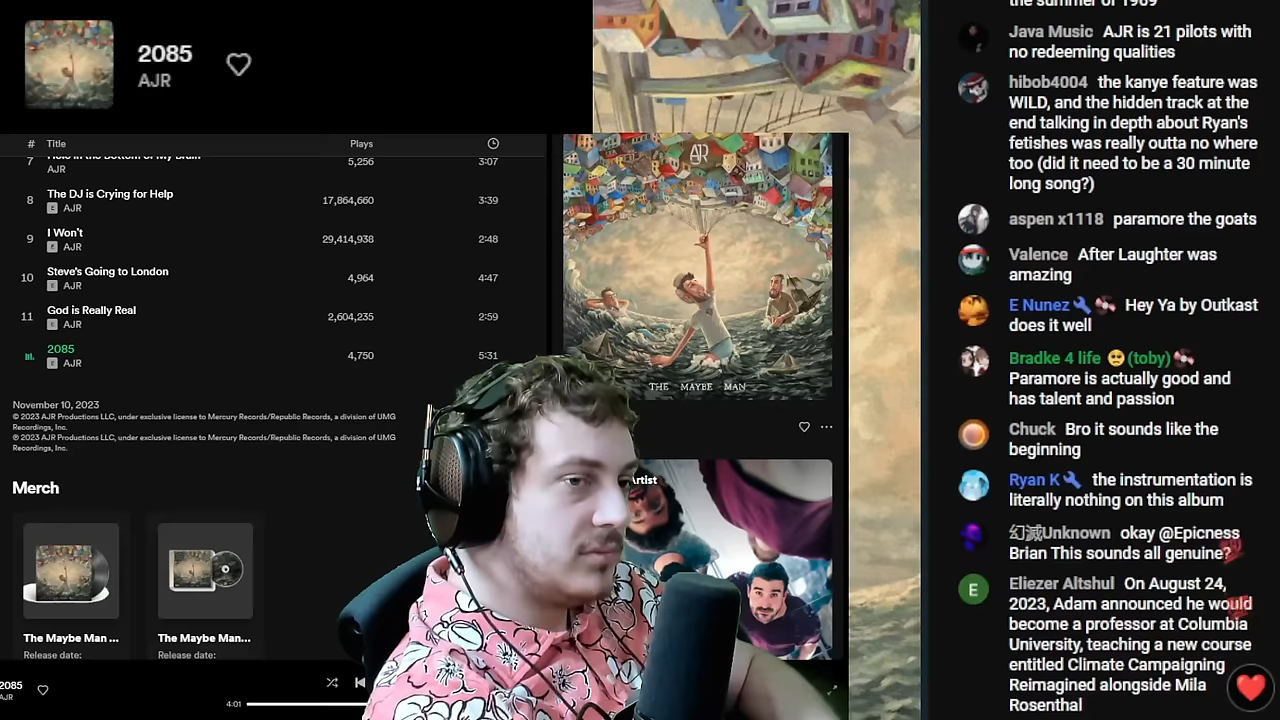 2085
AJR
# Title Plays
7 Hole in the Bottom of My Brain 5,256 3:07
AJR
8 The DJ is Crying for Help 17,864,660 3:39
E AJR
9 I Won't 29,414,938 2:48
E AJR
10 Steve's Going to London 4,964 4:47
E AJR
11 God is Really Real 2,604,235 2:59
E AJR
2085 4,750 5:31
E AJR
November 10, 2023
© 2023 AJR Productions LLC, under exclusive license to Mercury Records/Republic Records, a division of UMG
Recordings, Inc.
℗ 2023 AJR Productions LLC, under exclusive license to Mercury Records/Republic Records, a division of UMG
Recordings, Inc.
Merch
The Maybe Man ...
Release date:
The Maybe Man...
Release date:
2085
AJR
4:01
AJR
THE MAYBE MAN
Artist
the summer of 1969
Java Music AJR is 21 pilots with
no redeeming qualities
hibob4004 the kanye feature was
WILD, and the hidden track at the
end talking in depth about Ryan's
fetishes was really outta no where
too (did it need to be a 30 minute
long song?)
aspen x1118 paramore the goats
Valence After Laughter was
amazing
E Nunez Hey Ya by Outkast
does it well
Bradke 4 life 🥺(toby)
Paramore is actually good and
has talent and passion
Chuck Bro it sounds like the
beginning
Ryan K the instrumentation is
literally nothing on this album
幻滅Unknown okay @Epicness
Brian This sounds all genuine?
E
Eliezer Altshul On August 24,
2023, Adam announced he would
become a professor at Columbia
University, teaching a new course
entitled Climate Campaigning
Reimagined alongside Mila
Rosenthal